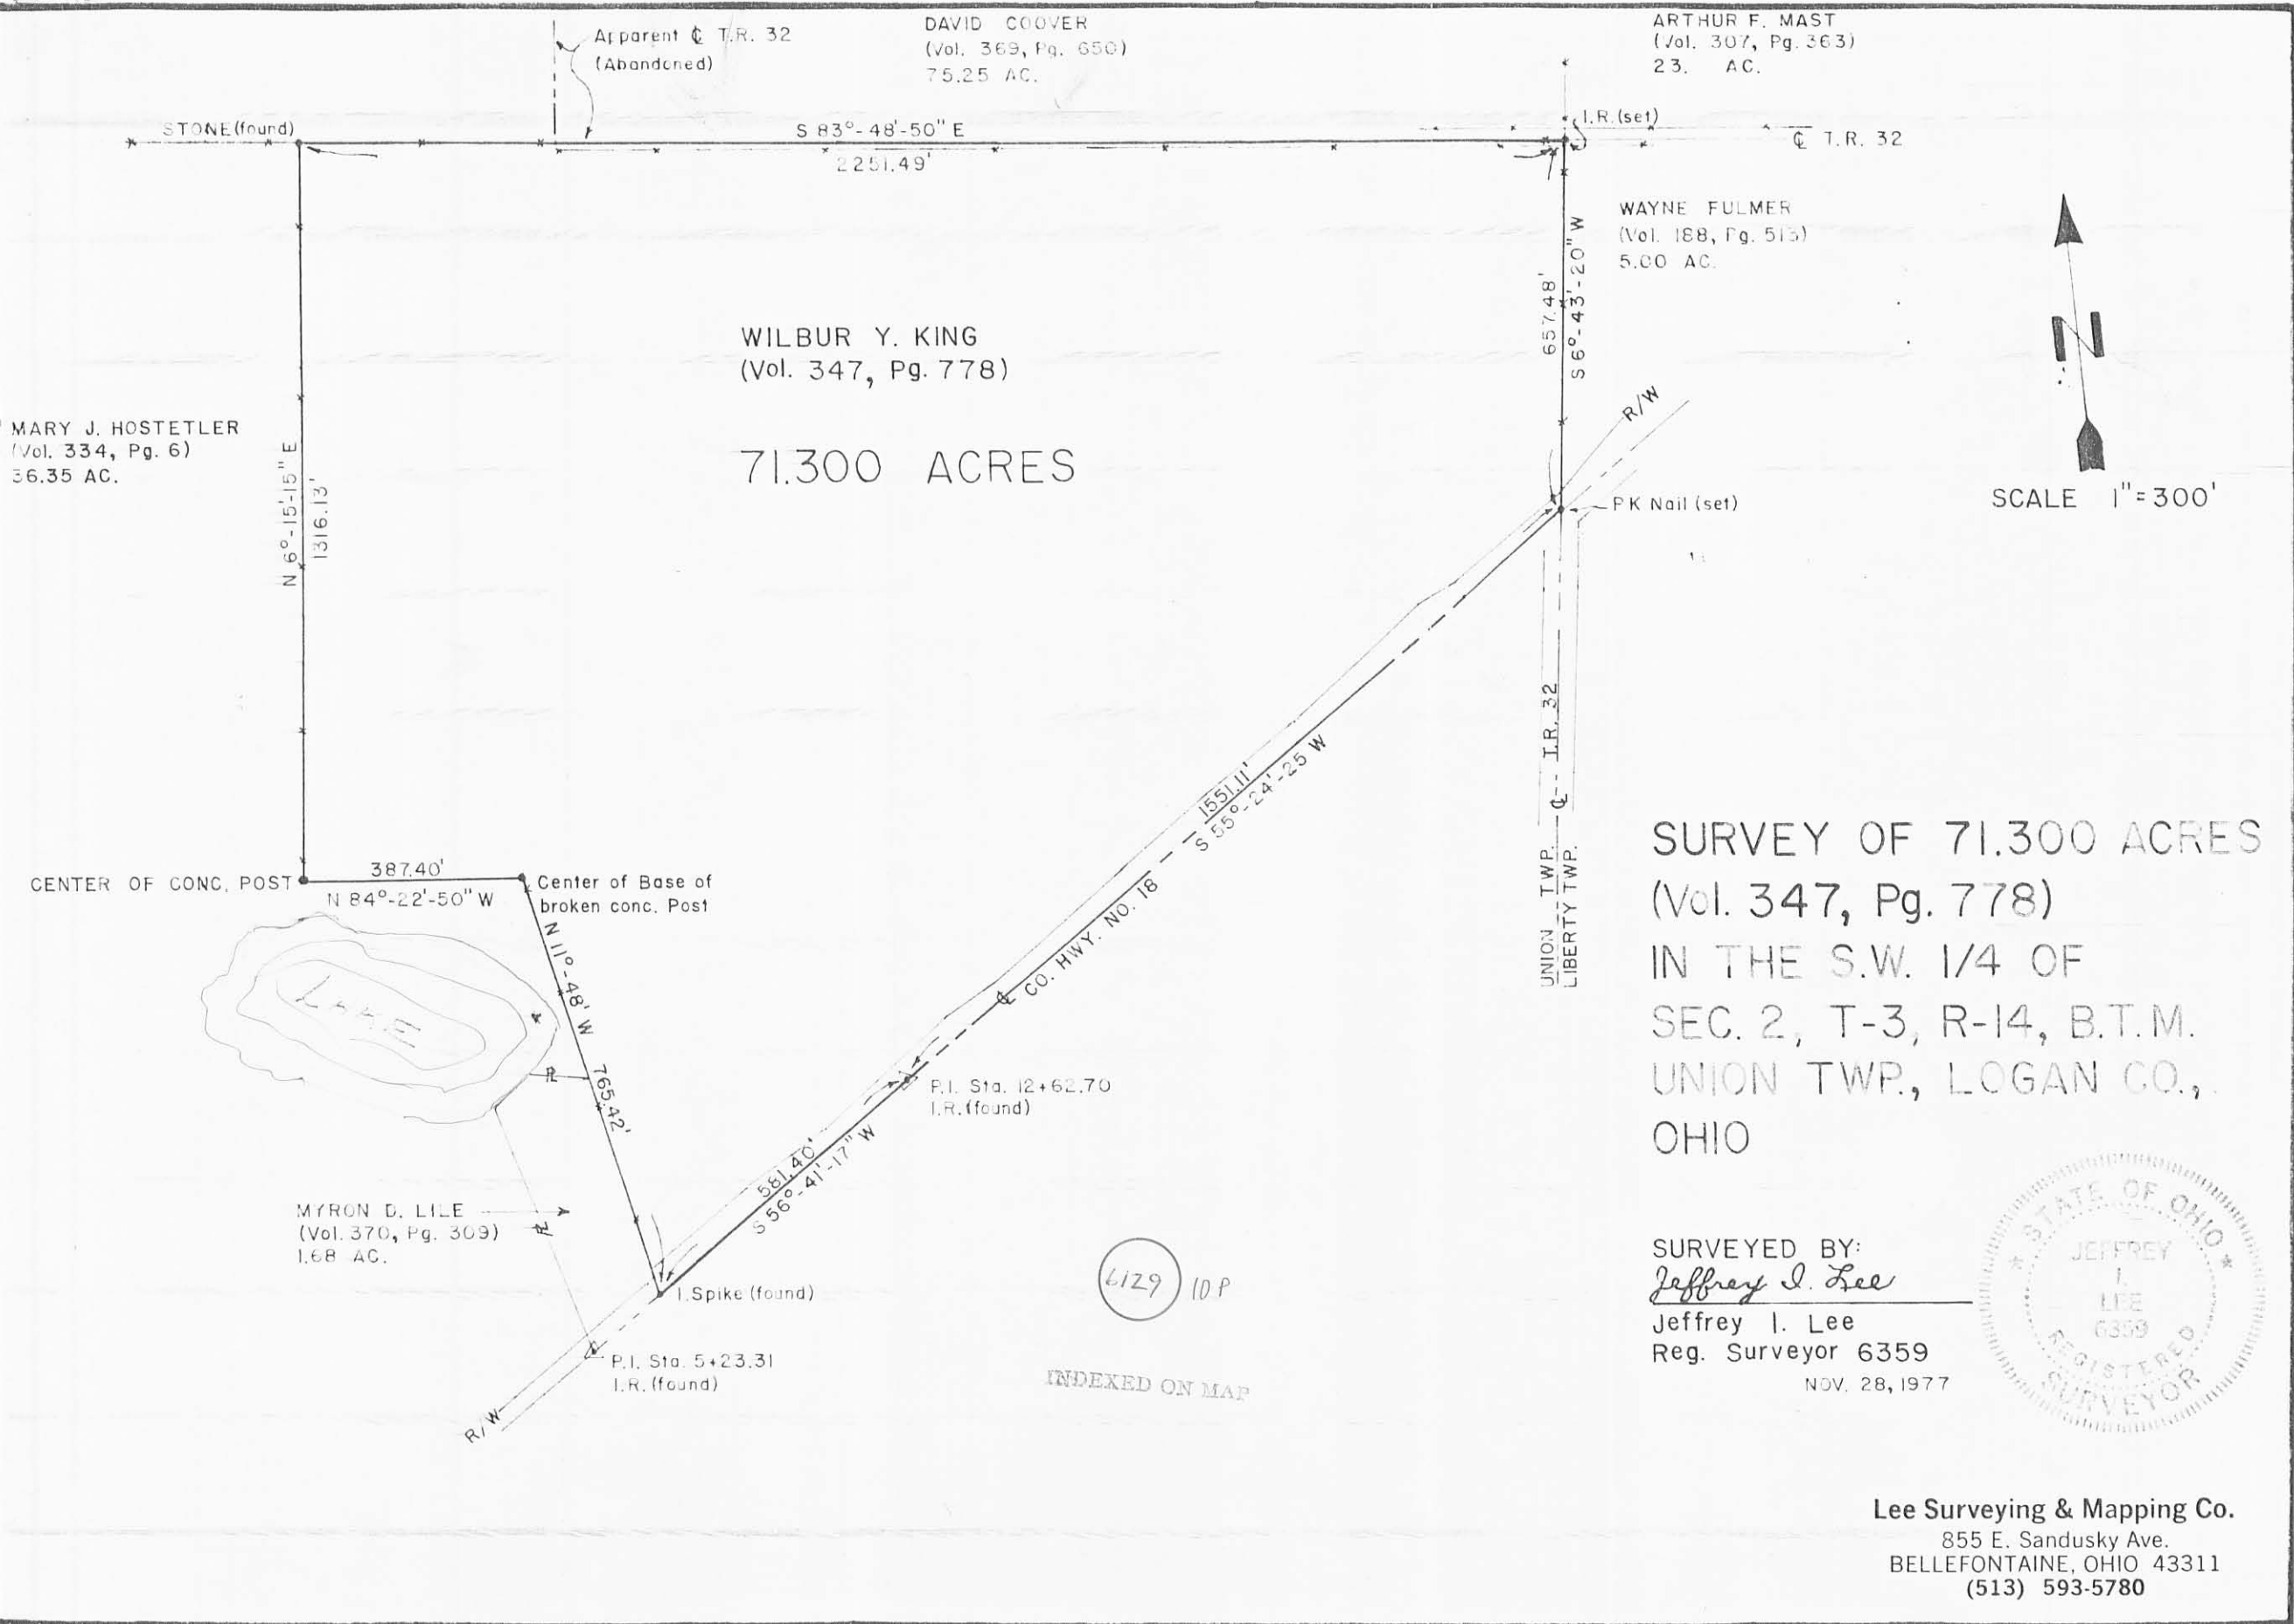 Apparent ℄ T.R. 32
(Abandoned)
DAVID COOVER
(Vol. 369, Pg. 650)
75.25 AC.
ARTHUR F. MAST
(Vol. 307, Pg. 363)
23. AC.
STONE (found)
S 83°-48'-50" E
2251.49'
I.R. (set)
℄ T.R. 32
WAYNE FULMER
(Vol. 188, Pg. 513)
5.00 AC.
657.48'
S 6°-43'-20" W
N
SCALE 1"=300'
WILBUR Y. KING
(Vol. 347, Pg. 778)
71.300 ACRES
MARY J. HOSTETLER
(Vol. 334, Pg. 6)
36.35 AC.
N 6°-15'-15" E
1316.13'
R/W
PK Nail (set)
CENTER OF CONC. POST
387.40'
N 84°-22'-50" W
Center of Base of
broken conc. Post
N 11°-48' W
765.42'
LAKE
℄ CO. HWY. NO. 18
1551.11'
S 55°-24'-25 W
℄ T.R. 32
UNION TWP.
LIBERTY TWP.
P.I. Sta. 12+62.70
I.R. (found)
581.40'
S 56°-41'-17" W
MYRON D. LILE
(Vol. 370, Pg. 309)
1.68 AC.
I. Spike (found)
P.I. Sta. 5+23.31
I.R. (found)
R/W
6129 10 P
INDEXED ON MAP
SURVEY OF 71.300 ACRES
(Vol. 347, Pg. 778)
IN THE S.W. 1/4 OF
SEC. 2, T-3, R-14, B.T.M.
UNION TWP., LOGAN CO.,
OHIO
SURVEYED BY:
Jeffrey I. Lee
Jeffrey I. Lee
Reg. Surveyor 6359
NOV. 28, 1977
STATE OF OHIO
JEFFREY
I.
LEE
6359
REGISTERED
SURVEYOR
Lee Surveying & Mapping Co.
855 E. Sandusky Ave.
BELLEFONTAINE, OHIO 43311
(513) 593-5780